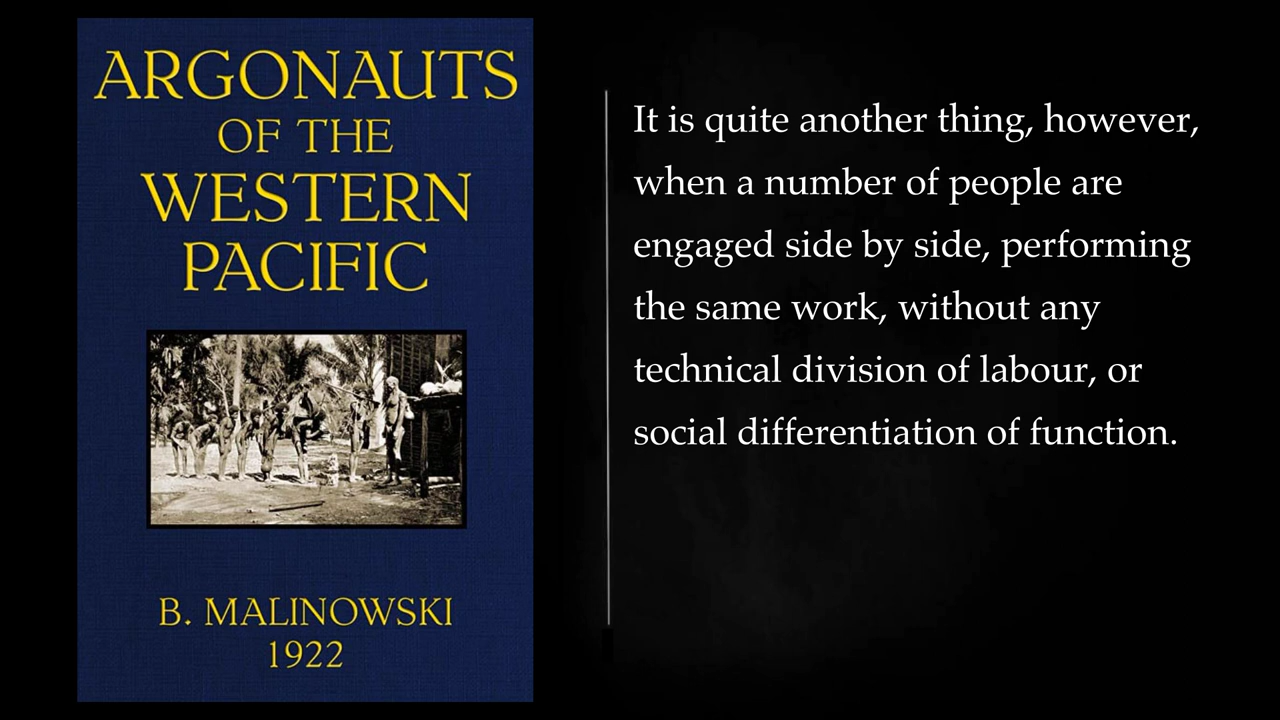 ARGONAUTS
OF THE
WESTERN
PACIFIC
B. MALINOWSKI
1922
It is quite another thing, however,
when a number of people are
engaged side by side, performing
the same work, without any
technical division of labour, or
social differentiation of function.